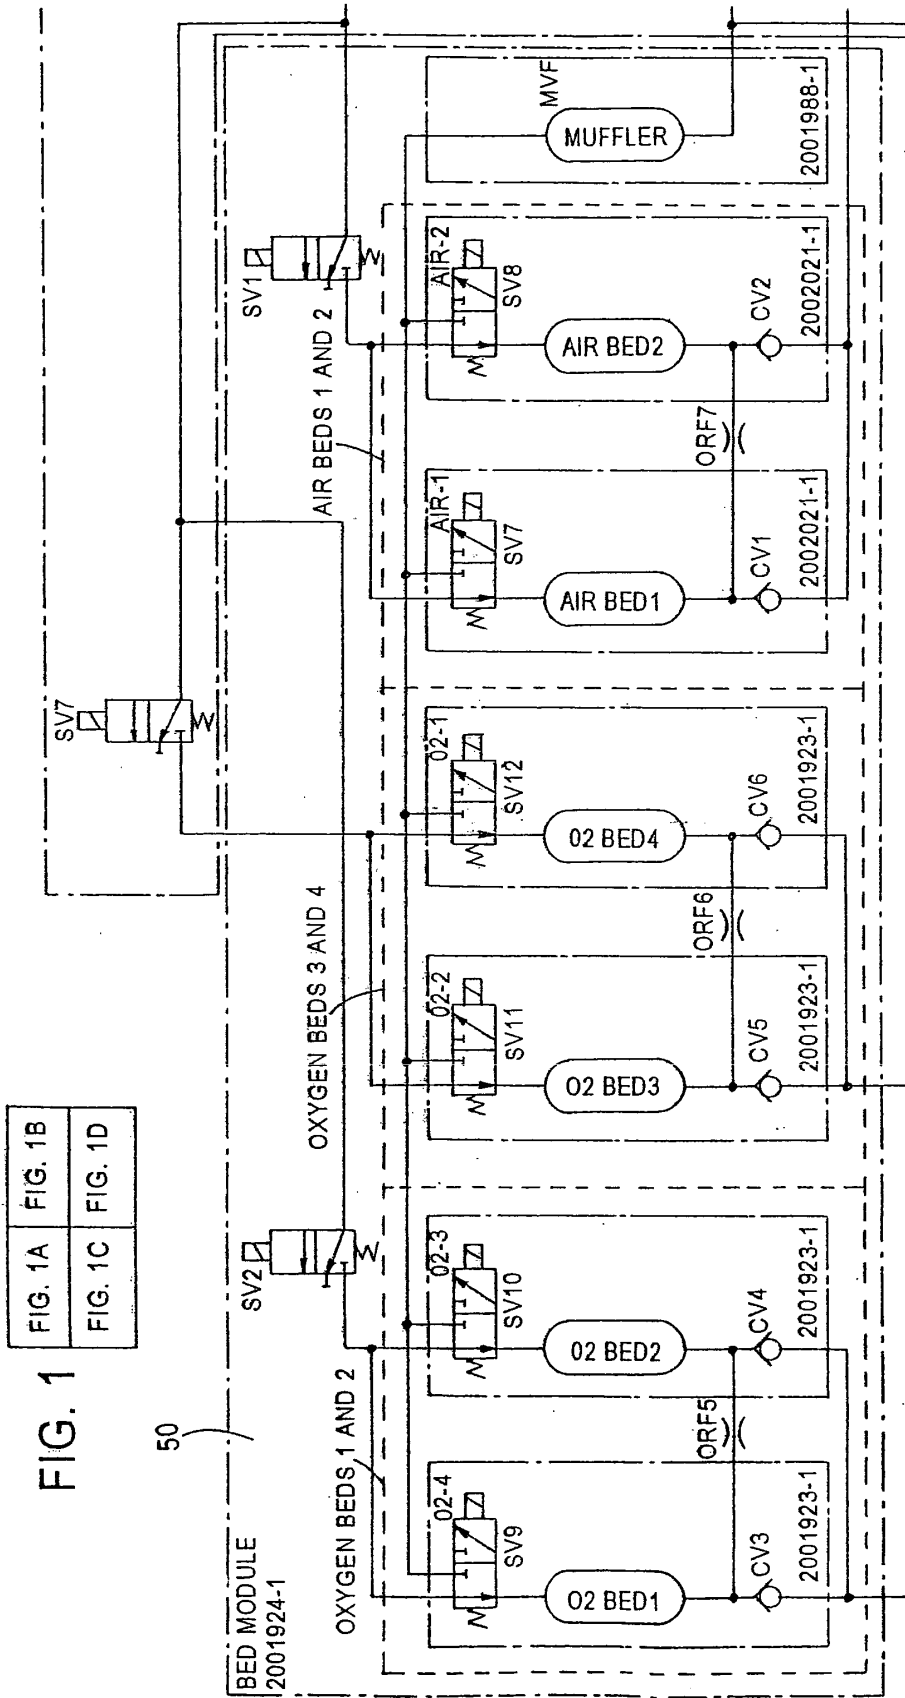 FIG. 1
FIG. 1A FIG. 1B
FIG. 1C FIG. 1D
50
BED MODULE
2001924-1
SV7
SV2
SV1
OXYGEN BEDS 1 AND 2
OXYGEN BEDS 3 AND 4
AIR BEDS 1 AND 2
02-4
SV9
O2 BED1
CV3
2001923-1
ORF5
02-3
SV10
02 BED2
CV4
2001923-1
02-2
SV11
O2 BED3
CV5
2001923-1
ORF6
02-1
SV12
02 BED4
CV6
2001923-1
AIR-1
SV7
AIR BED1
CV1
2002021-1
ORF7
AIR-2
SV8
AIR BED2
CV2
2002021-1
MVF
MUFFLER
2001988-1